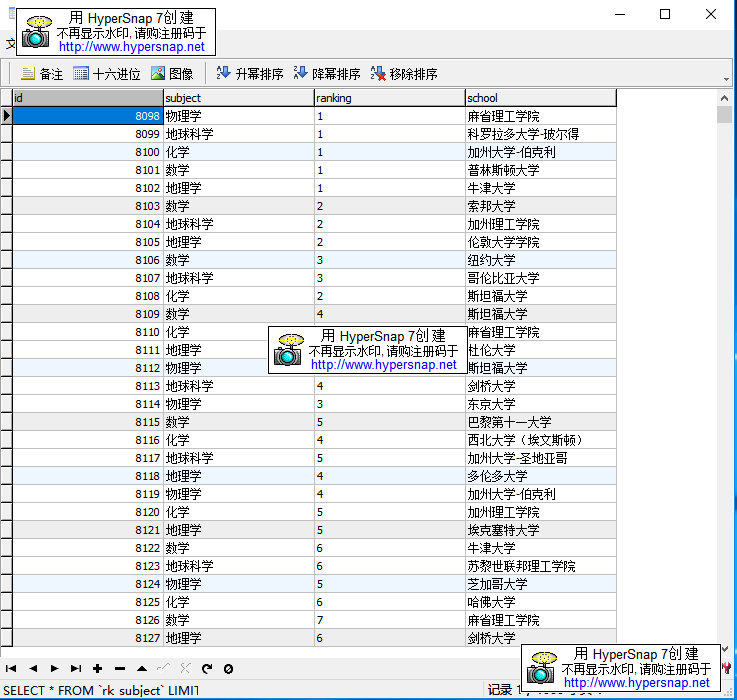 用 HyperSnap 7创 建
不再显示水印, 请购注册码于
http://www.hypersnap.net
备注 十六进位 图像 升幂排序 降幂排序 移除排序
id subject ranking school
8098 物理学 1 麻省理工学院
8099 地球科学 1 科罗拉多大学-玻尔得
8100 化学 1 加州大学-伯克利
8101 数学 1 普林斯顿大学
8102 地理学 1 牛津大学
8103 数学 2 索邦大学
8104 地球科学 2 加州理工学院
8105 地理学 2 伦敦大学学院
8106 数学 3 纽约大学
8107 地球科学 3 哥伦比亚大学
8108 化学 2 斯坦福大学
8109 数学 4 斯坦福大学
8110 化学 麻省理工学院
8111 地理学 杜伦大学
8112 物理学 斯坦福大学
用 HyperSnap 7创 建
不再显示水印, 请购注册码于
http://www.hypersnap.net
8113 地球科学 4 剑桥大学
8114 物理学 3 东京大学
8115 数学 5 巴黎第十一大学
8116 化学 4 西北大学（埃文斯顿）
8117 地球科学 5 加州大学-圣地亚哥
8118 地理学 4 多伦多大学
8119 物理学 4 加州大学-伯克利
8120 化学 5 加州理工学院
8121 地理学 5 埃克塞特大学
8122 数学 6 牛津大学
8123 地球科学 6 苏黎世联邦理工学院
8124 物理学 5 芝加哥大学
8125 化学 6 哈佛大学
8126 数学 7 麻省理工学院
8127 地理学 6 剑桥大学
用 HyperSnap 7创 建
不再显示水印, 请购注册码于
http://www.hypersnap.net
SELECT * FROM `rk_subject` LIMIT 记录